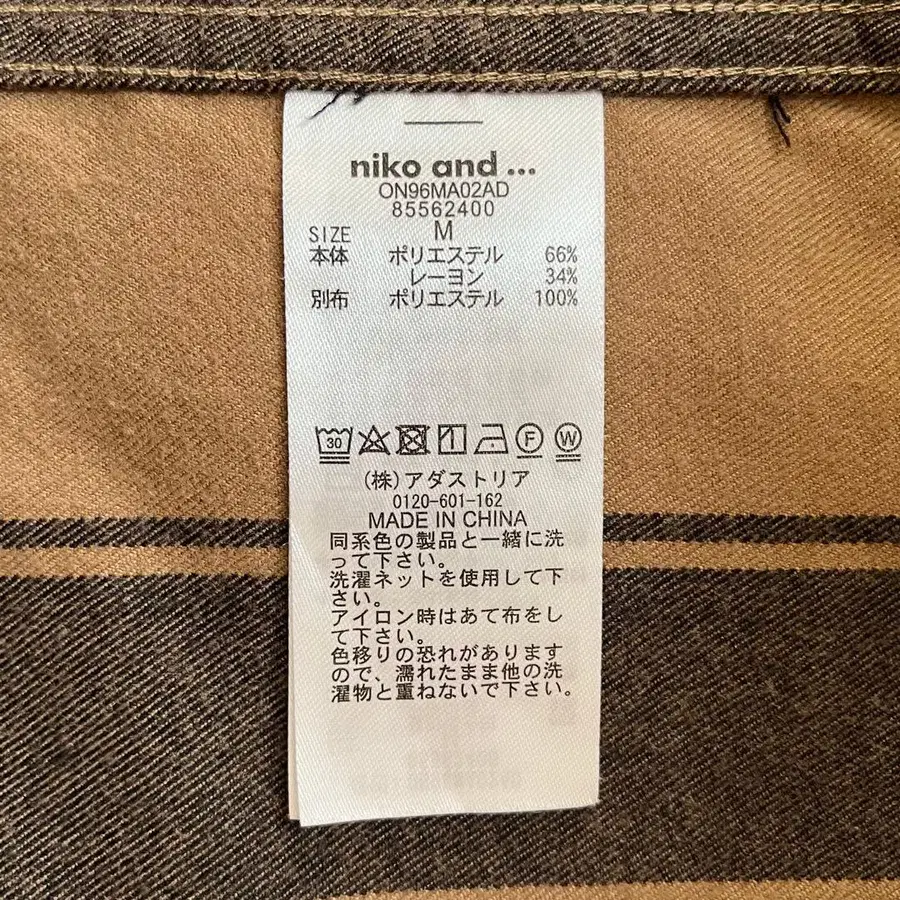 niko and ...
ON96MA02AD
85562400
SIZE M
本体 ポリエステル 66%
レーヨン 34%
別布 ポリエステル 100%
30 F W
(株)アダストリア
0120-601-162
MADE IN CHINA
同系色の製品と一緒に洗
って下さい。
洗濯ネットを使用して下
さい。
アイロン時はあて布をし
て下さい。
色移りの恐れがあります
ので、濡れたまま他の洗
濯物と重ねないで下さい。